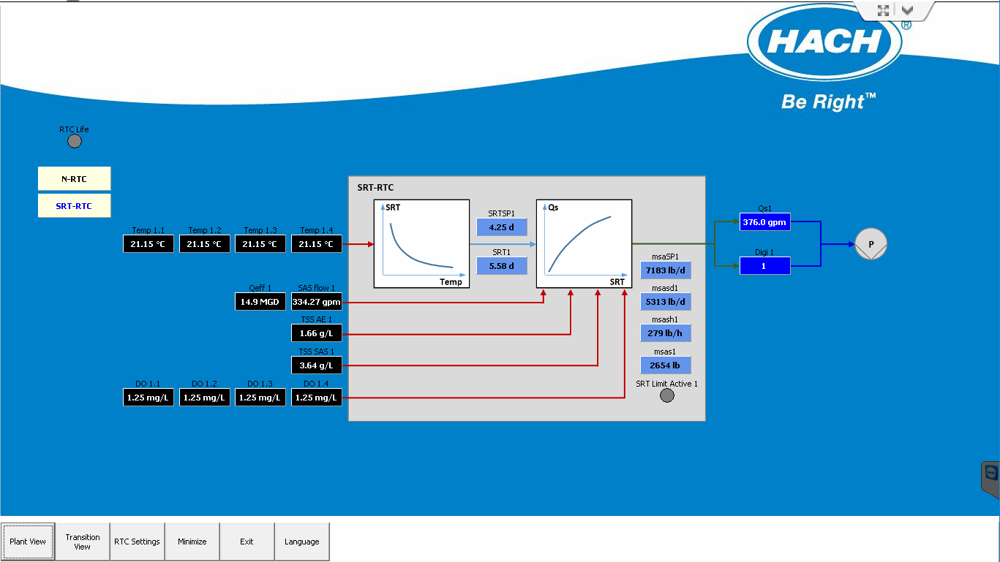 HACH
®
Be Right™
RTC Life
N-RTC
SRT-RTC
SRT-RTC
SRT
Temp
SRTSP1
4.25 d
SRT1
5.58 d
Qs
SRT
Temp 1.1
Temp 1.2
Temp 1.3
Temp 1.4
21.15 °C
21.15 °C
21.15 °C
21.15 °C
Qeff 1
SAS flow 1
14.9 MGD
334.27 gpm
TSS AE 1
1.66 g/L
TSS SAS 1
3.64 g/L
DO 1.1
DO 1.2
DO 1.3
DO 1.4
1.25 mg/L
1.25 mg/L
1.25 mg/L
1.25 mg/L
msaSP1
7183 lb/d
msasd1
5313 lb/d
msash1
279 lb/h
msas1
2654 lb
SRT Limit Active 1
Qs1
376.0 gpm
Digi 1
1
P
Plant View
Transition
View
RTC Settings
Minimize
Exit
Language